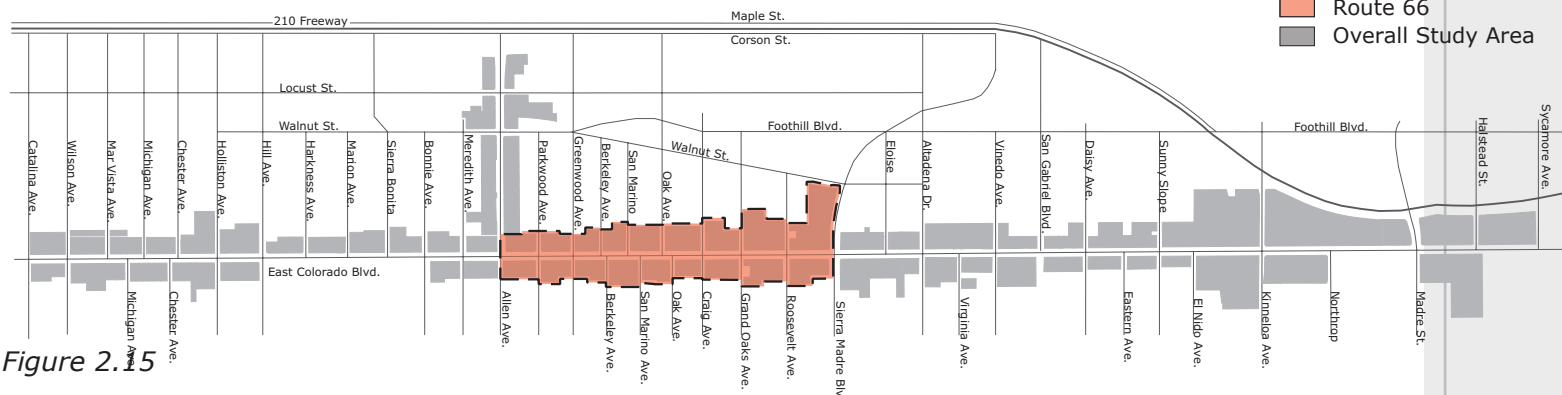 Route 66
Overall Study Area
210 Freeway
Maple St.
Corson St.
Locust St.
Walnut St.
Foothill Blvd.
Foothill Blvd.
Walnut St.
Catalina Ave.
Wilson Ave.
Mar Vista Ave.
Michigan Ave.
Chester Ave.
Holliston Ave.
Hill Ave.
Harkness Ave.
Marion Ave.
Sierra Bonita
Bonnie Ave.
Meredith Ave.
Parkwood Ave.
Greenwood Ave.
Berkeley Ave.
San Marino
Oak Ave.
Eloise
Altadena Dr.
Vinedo Ave.
San Gabriel Blvd.
Daisy Ave.
Sunny Slope
Halstead St.
Sycamore Ave.
East Colorado Blvd.
Michigan Ave.
Chester Ave.
Allen Ave.
Berkeley Ave.
San Marino Ave.
Oak Ave.
Craig Ave.
Grand Oaks Ave.
Roosevelt Ave.
Sierra Madre Blv
Virginia Ave.
Eastern Ave.
El Nido Ave.
Kinneloa Ave.
Northrop
Madre St.
Figure 2.15